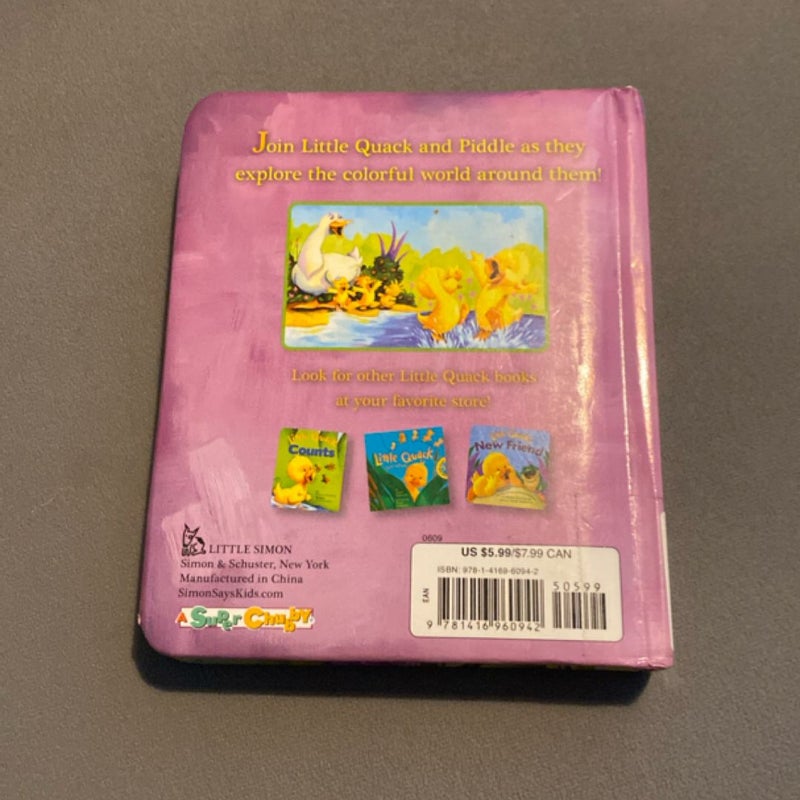 Join Little Quack and Piddle as they
explore the colorful world around them!
Look for other Little Quack books
at your favorite store!
Counts
Little Quack
New Friend
LITTLE SIMON
Simon & Schuster, New York
Manufactured in China
SimonSaysKids.com
A Super Chubby
0609
US $5.99/$7.99 CAN
ISBN: 978-1-4169-6094-2
50599
EAN
9 781416 960942